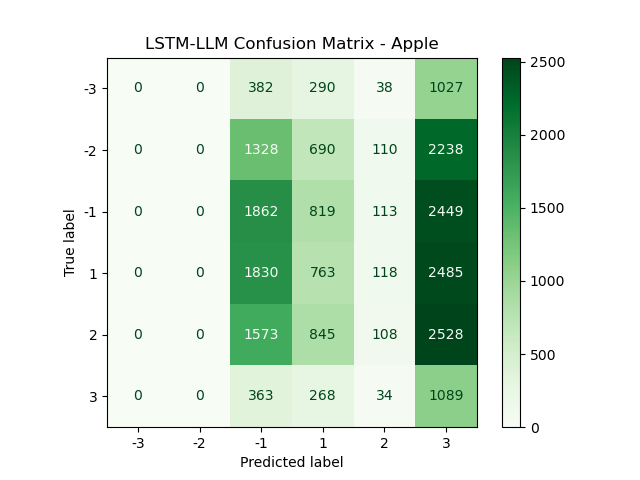 LSTM-LLM Confusion Matrix - Apple
True label
-3 0 0 382 290 38 1027
-2 0 0 1328 690 110 2238
-1 0 0 1862 819 113 2449
1 0 0 1830 763 118 2485
2 0 0 1573 845 108 2528
3 0 0 363 268 34 1089
-3 -2 -1 1 2 3
Predicted label
2500
2000
1500
1000
500
0